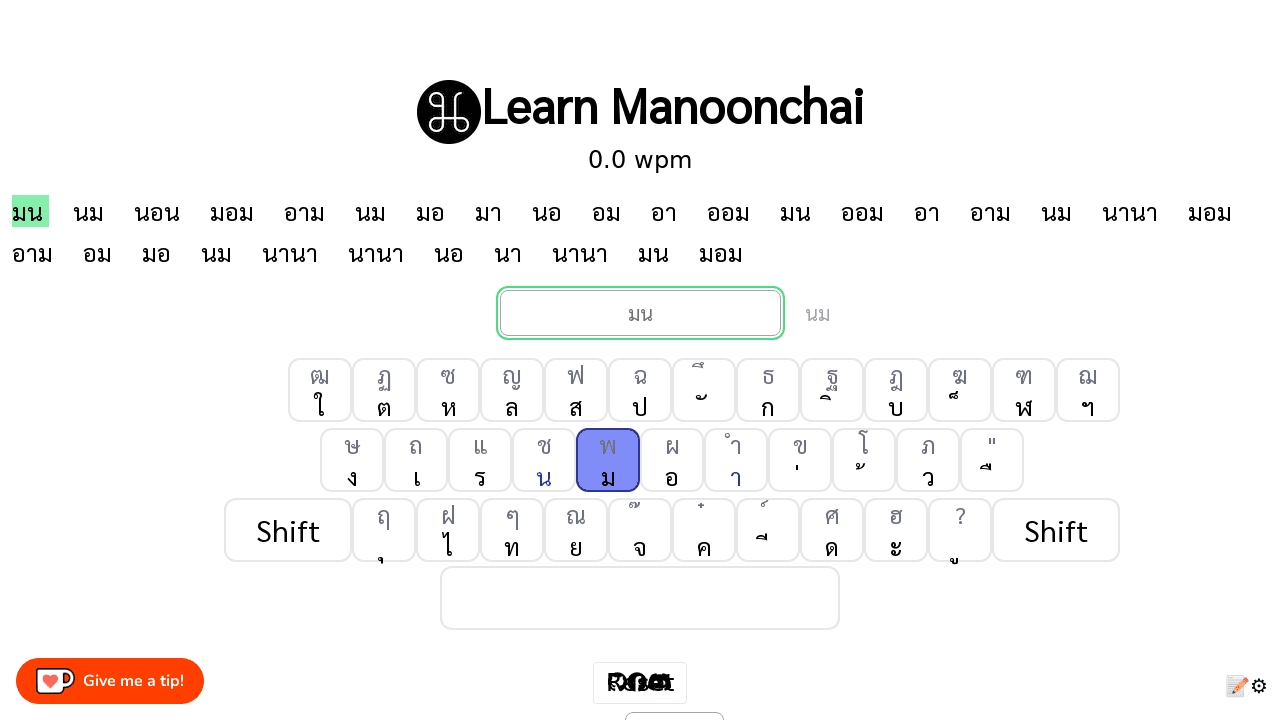 Learn Manoonchai
0.0 wpm
มน นม นอน มอม อาม นม มอ มา นอ อม อา ออม มน ออม อา อาม นม นานา มอม
อาม อม มอ นม นานา นานา นอ นา นานา มน มอม
มน นม
ฒ ฏ ซ ญ ฟ ฉ ึ ธ ฐ ฎ ฆ ฑ ฌ
ใ ต ห ล ส ป ั ก ิ บ ็ ฬ ฯ
ษ ถ แ ช พ ผ ำ ข โ ภ "
ง เ ร น ม อ า ่ ้ ว ื
Shift ฤ ฝ ๆ ณ ๊ ๋ ์ ศ ฮ ? Shift
ุ ไ ท ย จ ค ี ด ะ ู
Give me a tip!